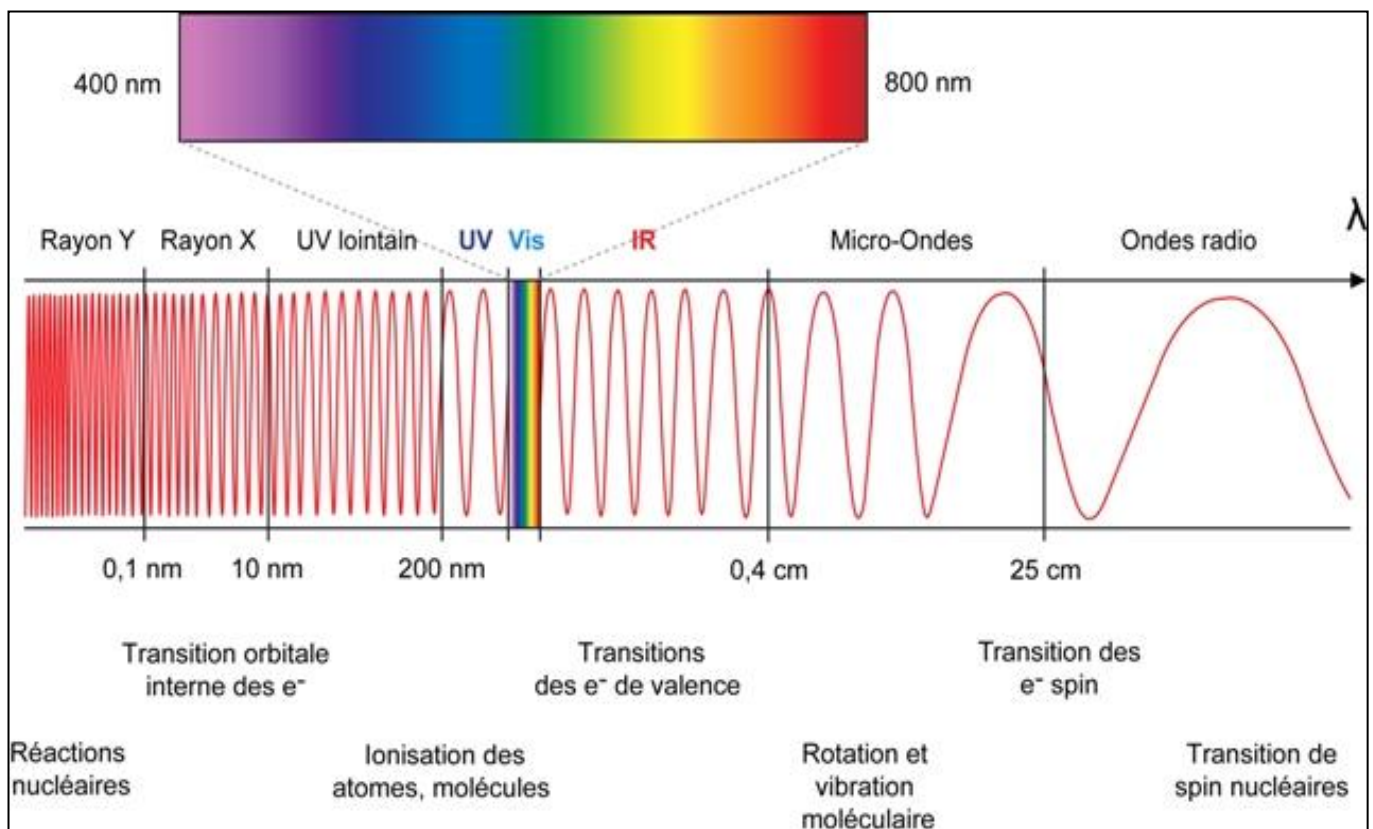 400 nm
800 nm
λ
Rayon Y
Rayon X
UV lointain
UV
Vis
IR
Micro-Ondes
Ondes radio
0,1 nm
10 nm
200 nm
0,4 cm
25 cm
Transition orbitale
interne des e⁻
Transitions
des e⁻ de valence
Transition des
e⁻ spin
Réactions
nucléaires
Ionisation des
atomes, molécules
Rotation et
vibration
moléculaire
Transition de
spin nucléaires